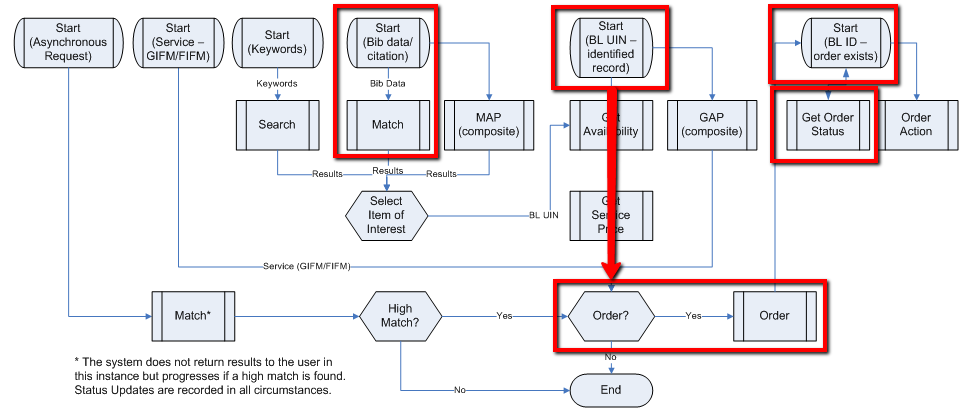 Start
(Asynchronous
Request)
Start
(Service –
GIFM/FIFM)
Start
(Keywords)
Start
(Bib data/
citation)
Start
(BL UIN –
identified
record)
Start
(BL ID –
order exists)
Keywords
Bib Data
Search
Match
MAP
(composite)
Get
Availability
GAP
(composite)
Get Order
Status
Order
Action
Results
Results
Results
Select
Item of
Interest
BL UIN
Get
Service
Price
Service (GIFM/FIFM)
Match*
High
Match?
Yes
Order?
Yes
Order
No
No
End
* The system does not return results to the user in
this instance but progresses if a high match is found.
Status Updates are recorded in all circumstances.